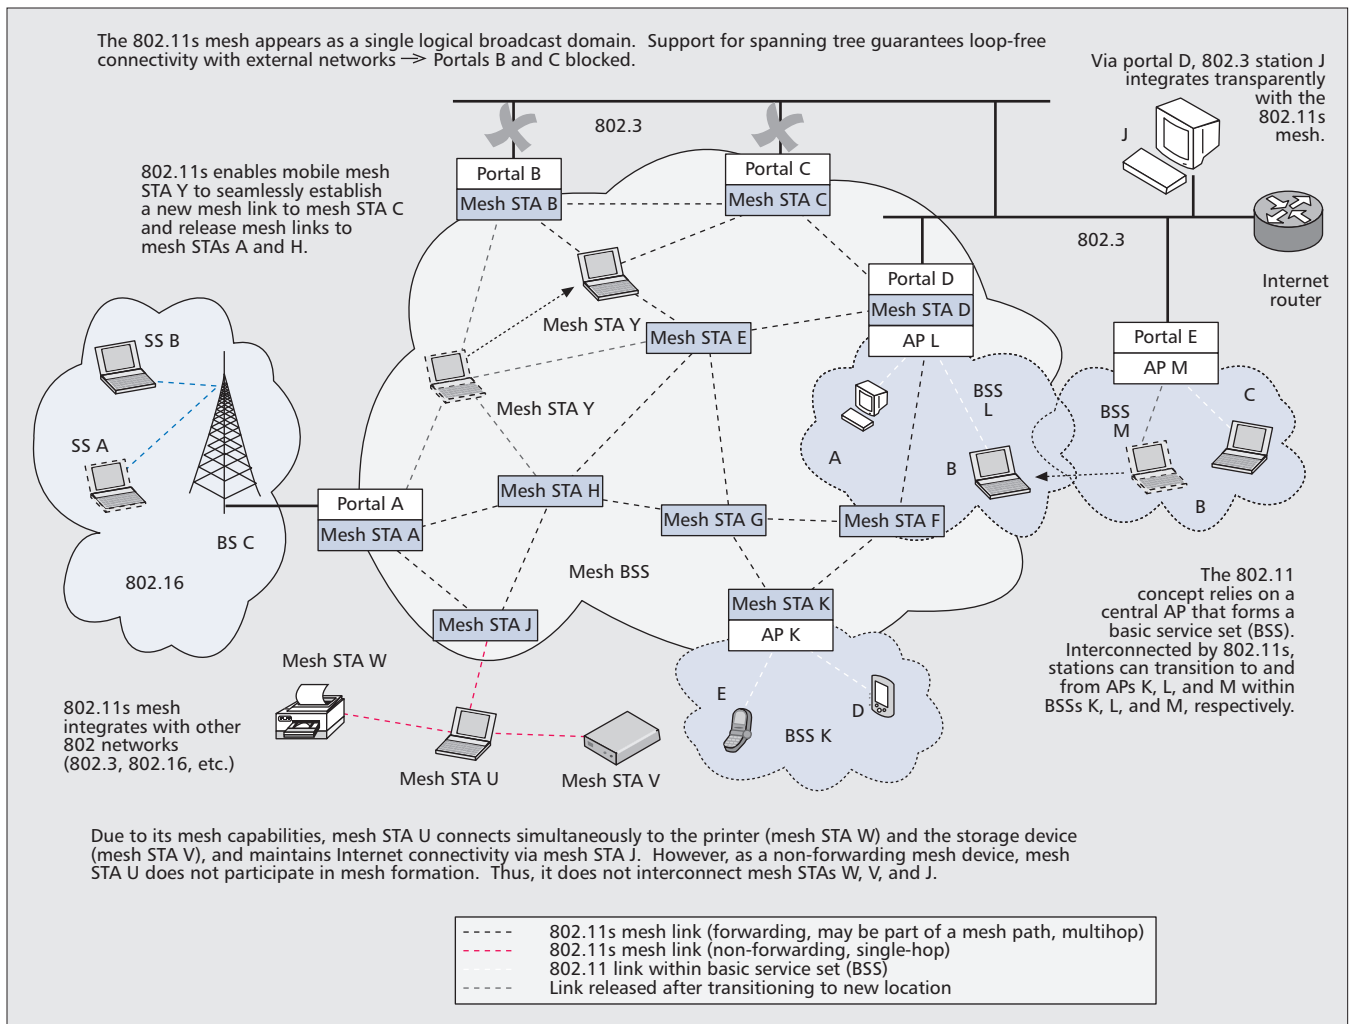 The 802.11s mesh appears as a single logical broadcast domain. Support for spanning tree guarantees loop-free
connectivity with external networks → Portals B and C blocked.
Via portal D, 802.3 station J
integrates transparently
with the
802.11s
mesh.
J
802.3
802.11s enables mobile mesh
STA Y to seamlessly establish
a new mesh link to mesh STA C
and release mesh links to
mesh STAs A and H.
Portal B
Mesh STA B
Portal C
Mesh STA C
802.3
Internet
router
Portal D
Mesh STA D
AP L
Mesh STA Y
Mesh STA E
Portal E
AP M
SS B
SS A
BS C
802.16
Mesh STA Y
BSS
L
A
B
BSS
M
C
B
Portal A
Mesh STA A
Mesh STA H
Mesh STA G
Mesh STA F
Mesh BSS
Mesh STA J
Mesh STA K
AP K
The 802.11
concept relies on a
central AP that forms a
basic service set (BSS).
Interconnected by 802.11s,
stations can transition to and
from APs K, L, and M within
BSSs K, L, and M, respectively.
Mesh STA W
802.11s mesh
integrates with other
802 networks
(802.3, 802.16, etc.)
Mesh STA U
Mesh STA V
E
D
BSS K
Due to its mesh capabilities, mesh STA U connects simultaneously to the printer (mesh STA W) and the storage device
(mesh STA V), and maintains Internet connectivity via mesh STA J. However, as a non-forwarding mesh device, mesh
STA U does not participate in mesh formation. Thus, it does not interconnect mesh STAs W, V, and J.
802.11s mesh link (forwarding, may be part of a mesh path, multihop)
802.11s mesh link (non-forwarding, single-hop)
802.11 link within basic service set (BSS)
Link released after transitioning to new location